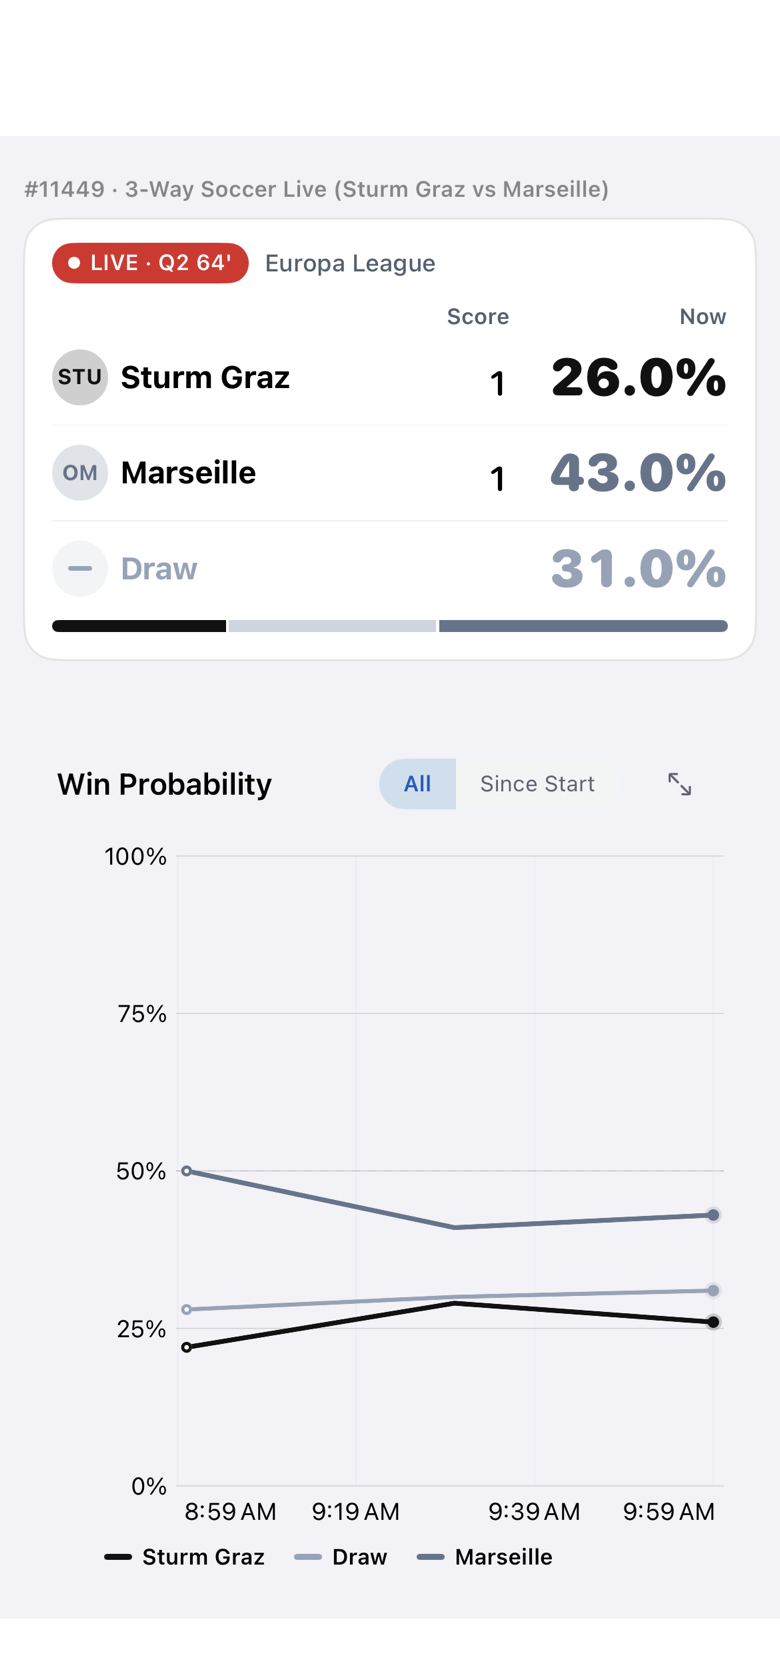 #11449 · 3-Way Soccer Live (Sturm Graz vs Marseille)
LIVE · Q2 64' Europa League
Score Now
STU Sturm Graz 1 26.0%
OM Marseille 1 43.0%
Draw 31.0%
Win Probability All Since Start
100%
75%
50%
25%
0%
8:59 AM 9:19 AM 9:39 AM 9:59 AM
Sturm Graz Draw Marseille